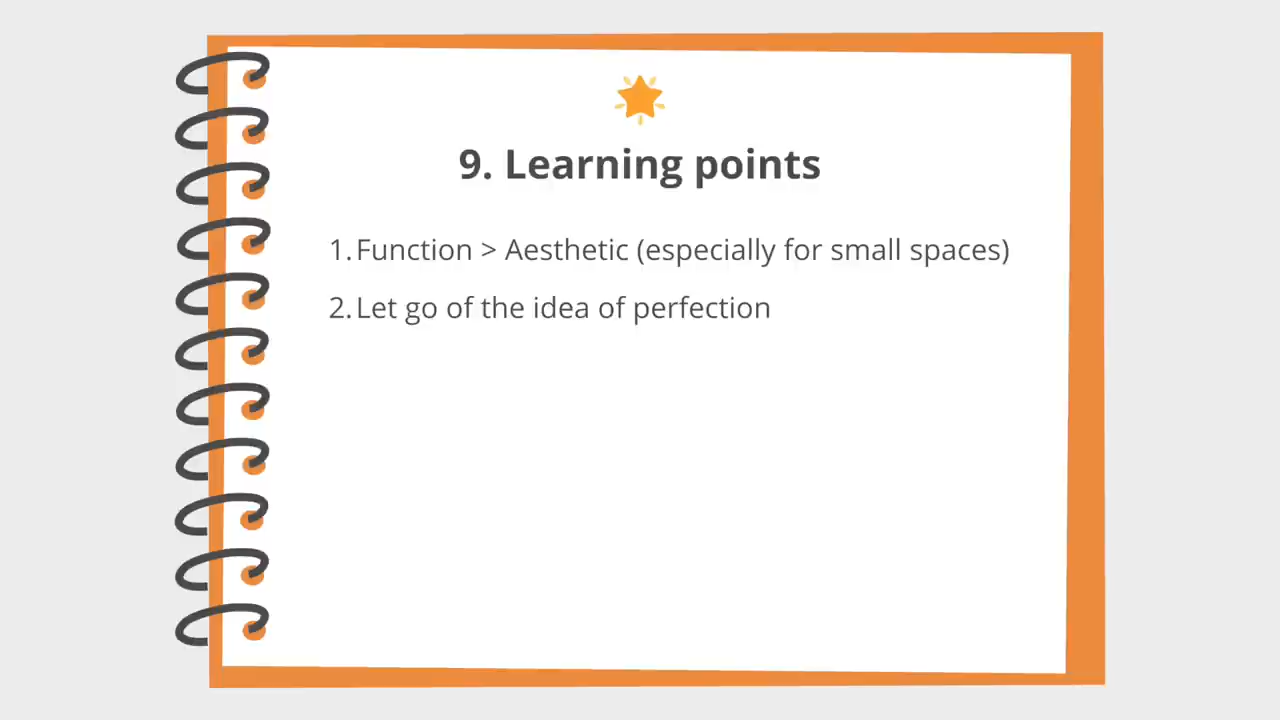 9. Learning points
1. Function > Aesthetic (especially for small spaces)
2. Let go of the idea of perfection